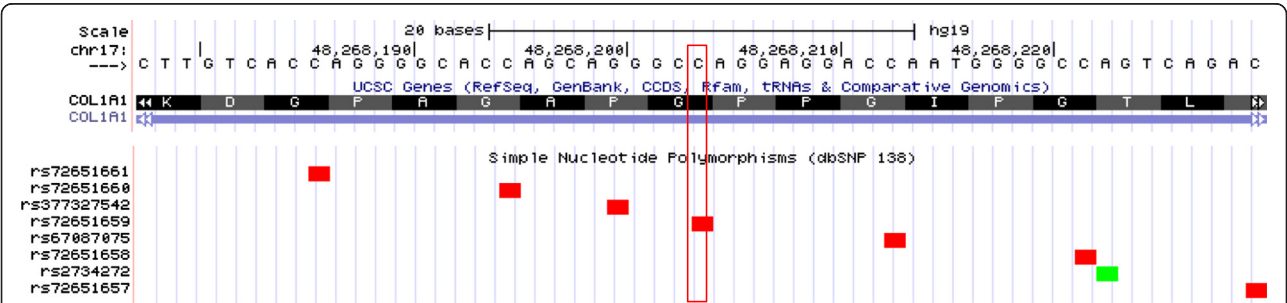 Scale 20 bases hg19
chr17: 48,268,190| 48,268,200| 48,268,210| 48,268,220|
---> C T T G T C A C C A G G G G C A C C A G C A G G G C C A G G A G G A C C A A T G G G G C C A G T C A G A C
UCSC Genes (RefSeq, GenBank, CCDS, Rfam, tRNAs & Comparative Genomics)
COL1A1 K D G P A G A P G P P G I P G T L
COL1A1
Simple Nucleotide Polymorphisms (dbSNP 138)
rs72651661
rs72651660
rs377327542
rs72651659
rs67087075
rs72651658
rs2734272
rs72651657